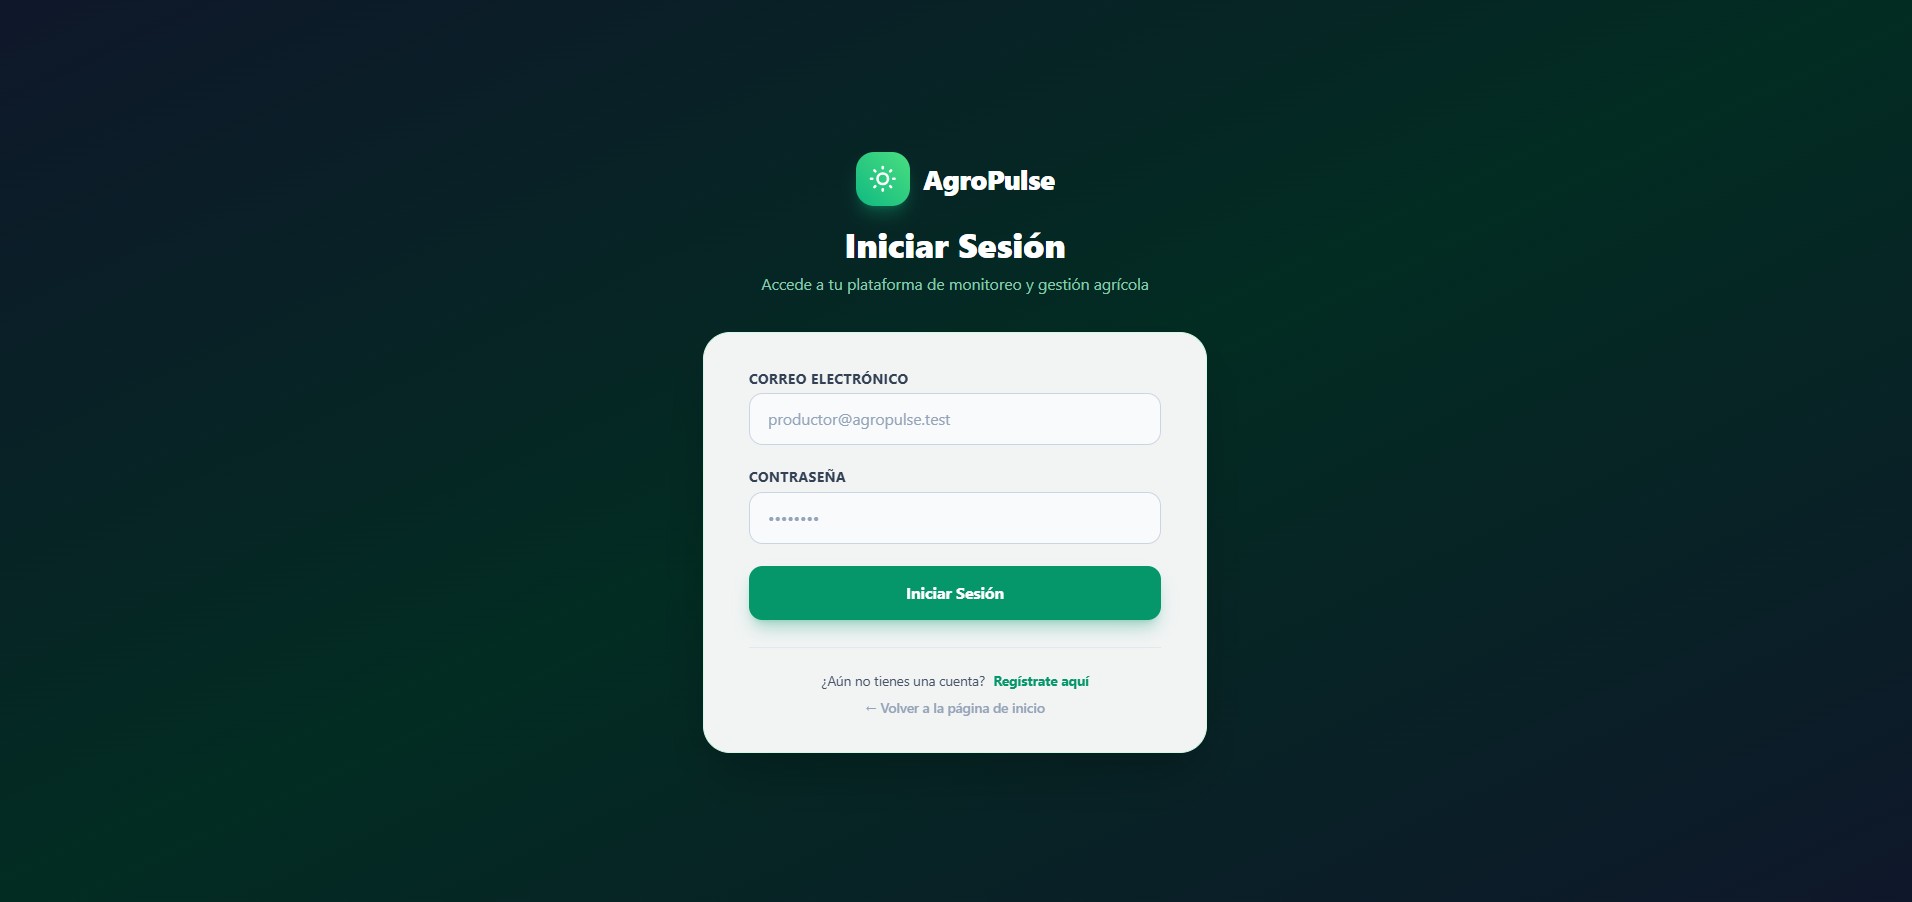 AgroPulse
Iniciar Sesión
Accede a tu plataforma de monitoreo y gestión agrícola
CORREO ELECTRÓNICO
productor@agropulse.test
CONTRASEÑA
••••••••
Iniciar Sesión
¿Aún no tienes una cuenta? Regístrate aquí
← Volver a la página de inicio